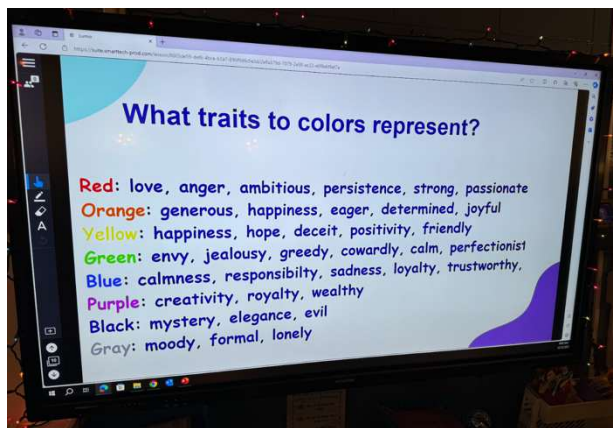 What traits to colors represent?
Red: love, anger, ambitious, persistence, strong, passionate
Orange: generous, happiness, eager, determined, joyful
Yellow: happiness, hope, deceit, positivity, friendly
Green: envy, jealousy, greedy, cowardly, calm, perfectionist
Blue: calmness, responsibilty, sadness, loyalty, trustworthy,
Purple: creativity, royalty, wealthy
Black: mystery, elegance, evil
Gray: moody, formal, lonely